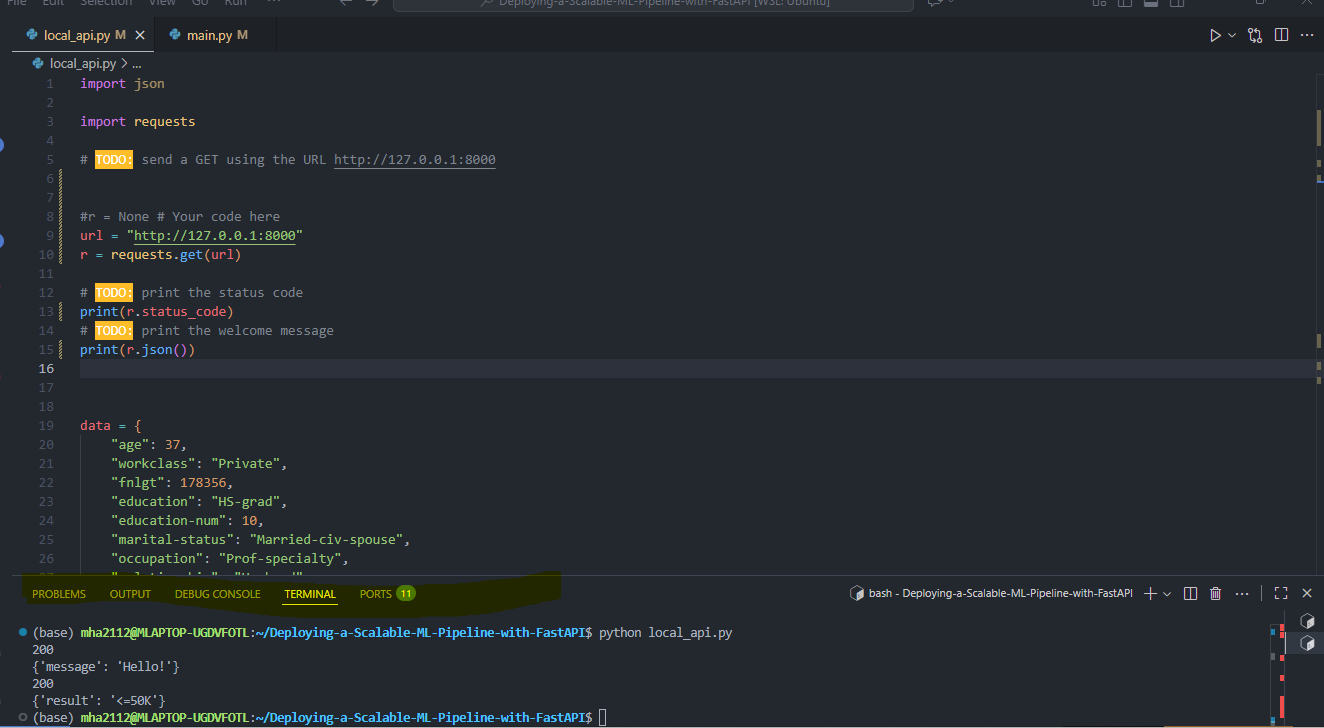 File Edit Selection View Go Run ...
Deploying-a-Scalable-ML-Pipeline-with-FastAPI [WSL: Ubuntu]
local_api.py M
main.py M
local_api.py > ...
1 import json
2
3 import requests
4
5 # TODO: send a GET using the URL http://127.0.0.1:8000
6
7
8 #r = None # Your code here
9 url = "http://127.0.0.1:8000"
10 r = requests.get(url)
11
12 # TODO: print the status code
13 print(r.status_code)
14 # TODO: print the welcome message
15 print(r.json())
16
17
18
19 data = {
20 "age": 37,
21 "workclass": "Private",
22 "fnlgt": 178356,
23 "education": "HS-grad",
24 "education-num": 10,
25 "marital-status": "Married-civ-spouse",
26 "occupation": "Prof-specialty",
PROBLEMS OUTPUT DEBUG CONSOLE TERMINAL PORTS 11
bash - Deploying-a-Scalable-ML-Pipeline-with-FastAPI
(base) mha2112@MLAPTOP-UGDVFOTL:~/Deploying-a-Scalable-ML-Pipeline-with-FastAPI$ python local_api.py
200
{'message': 'Hello!'}
200
{'result': '<=50K'}
(base) mha2112@MLAPTOP-UGDVFOTL:~/Deploying-a-Scalable-ML-Pipeline-with-FastAPI$